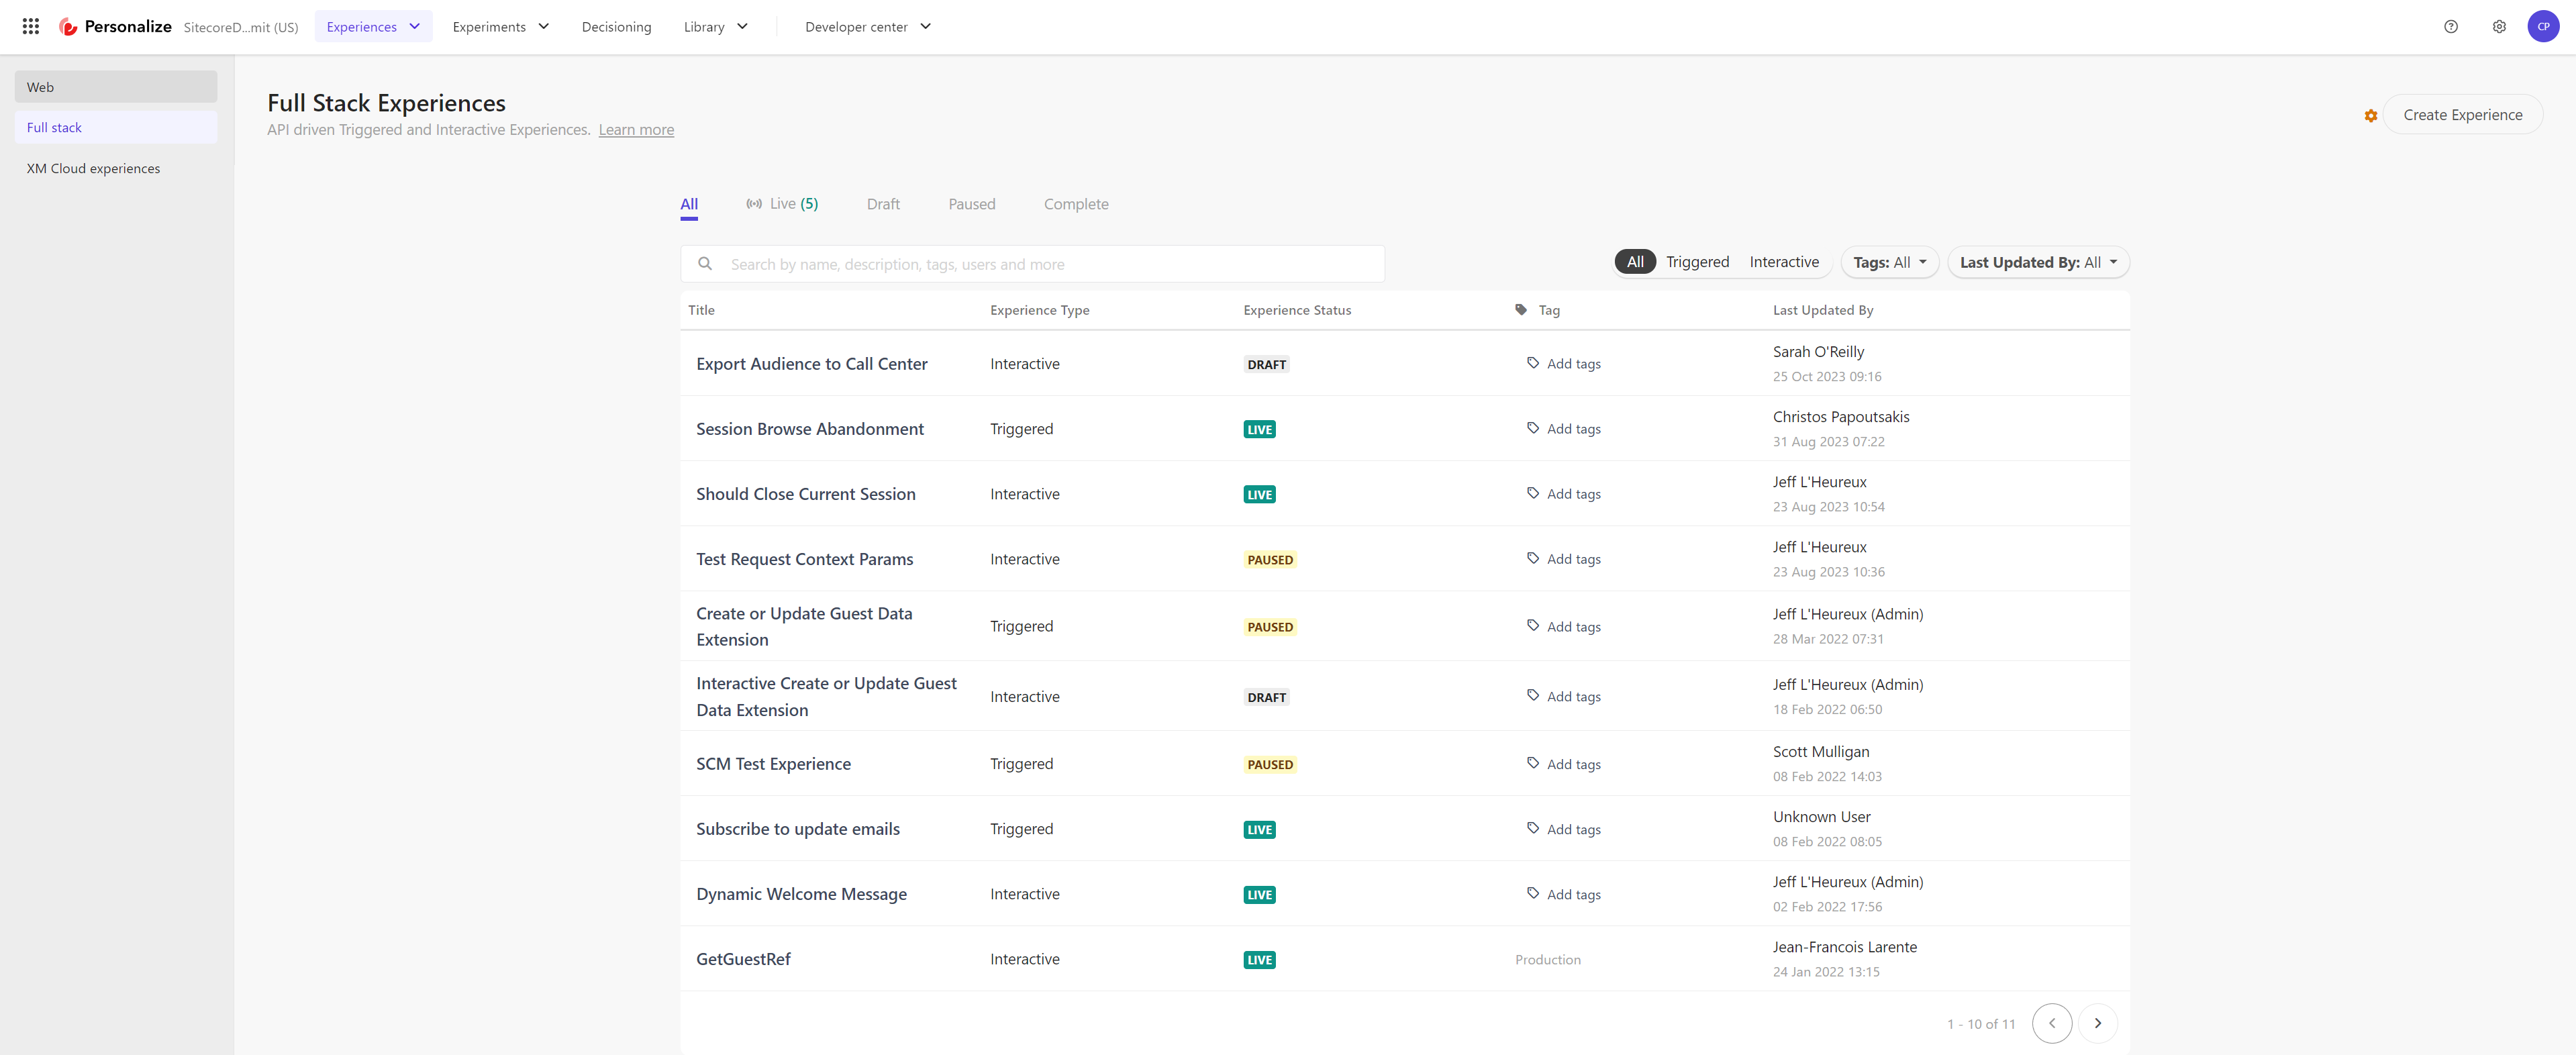 Personalize SitecoreD...mit (US) Experiences Experiments Decisioning Library Developer center CP
Web
Full stack
XM Cloud experiences
Full Stack Experiences
API driven Triggered and Interactive Experiences. Learn more
Create Experience
All Live (5) Draft Paused Complete
Search by name, description, tags, users and more
All Triggered Interactive Tags: All Last Updated By: All
Title Experience Type Experience Status Tag Last Updated By
Export Audience to Call Center Interactive DRAFT Add tags Sarah O'Reilly
25 Oct 2023 09:16
Session Browse Abandonment Triggered LIVE Add tags Christos Papoutsakis
31 Aug 2023 07:22
Should Close Current Session Interactive LIVE Add tags Jeff L'Heureux
23 Aug 2023 10:54
Test Request Context Params Interactive PAUSED Add tags Jeff L'Heureux
23 Aug 2023 10:36
Create or Update Guest Data
Extension Triggered PAUSED Add tags Jeff L'Heureux (Admin)
28 Mar 2022 07:31
Interactive Create or Update Guest
Data Extension Interactive DRAFT Add tags Jeff L'Heureux (Admin)
18 Feb 2022 06:50
SCM Test Experience Triggered PAUSED Add tags Scott Mulligan
08 Feb 2022 14:03
Subscribe to update emails Triggered LIVE Add tags Unknown User
08 Feb 2022 08:05
Dynamic Welcome Message Interactive LIVE Add tags Jeff L'Heureux (Admin)
02 Feb 2022 17:56
GetGuestRef Interactive LIVE Production Jean-Francois Larente
24 Jan 2022 13:15
1 - 10 of 11